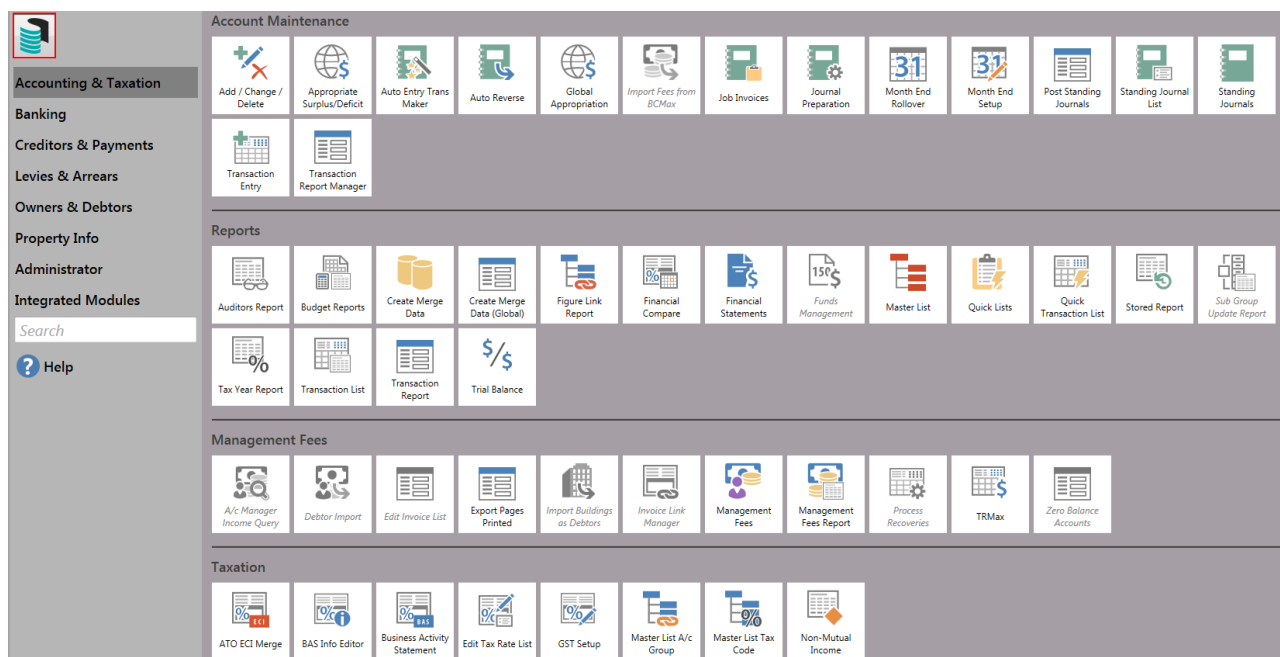 Accounting & Taxation
Banking
Creditors & Payments
Levies & Arrears
Owners & Debtors
Property Info
Administrator
Integrated Modules
Search
? Help
Account Maintenance
Add / Change /
Delete
Appropriate
Surplus/Deficit
Auto Entry Trans
Maker
Auto Reverse
Global
Appropriation
Import Fees from
BCMax
Job Invoices
Journal
Preparation
31
Month End
Rollover
31
Month End
Setup
Post Standing
Journals
Standing Journal
List
Standing
Journals
Transaction
Entry
Transaction
Report Manager
Reports
Auditors Report
Budget Reports
Create Merge
Data
Create Merge
Data (Global)
Figure Link
Report
%
Financial
Compare
$
Financial
Statements
150
$
Funds
Management
Master List
Quick Lists
Quick
Transaction List
Stored Report
Sub Group
Update Report
%
Tax Year Report
Transaction List
Transaction
Report
$/$
Trial Balance
Management Fees
A/c Manager
Income Query
Debtor Import
Edit Invoice List
Export Pages
Printed
Import Buildings
as Debtors
Invoice Link
Manager
Management
Fees
Management
Fees Report
Process
Recoveries
$
TRMax
Zero Balance
Accounts
Taxation
% ECI
ATO ECI Merge
%
BAS Info Editor
% BAS
Business Activity
Statement
%
Edit Tax Rate List
%
GST Setup
Master List A/c
Group
%
Master List Tax
Code
Non-Mutual
Income